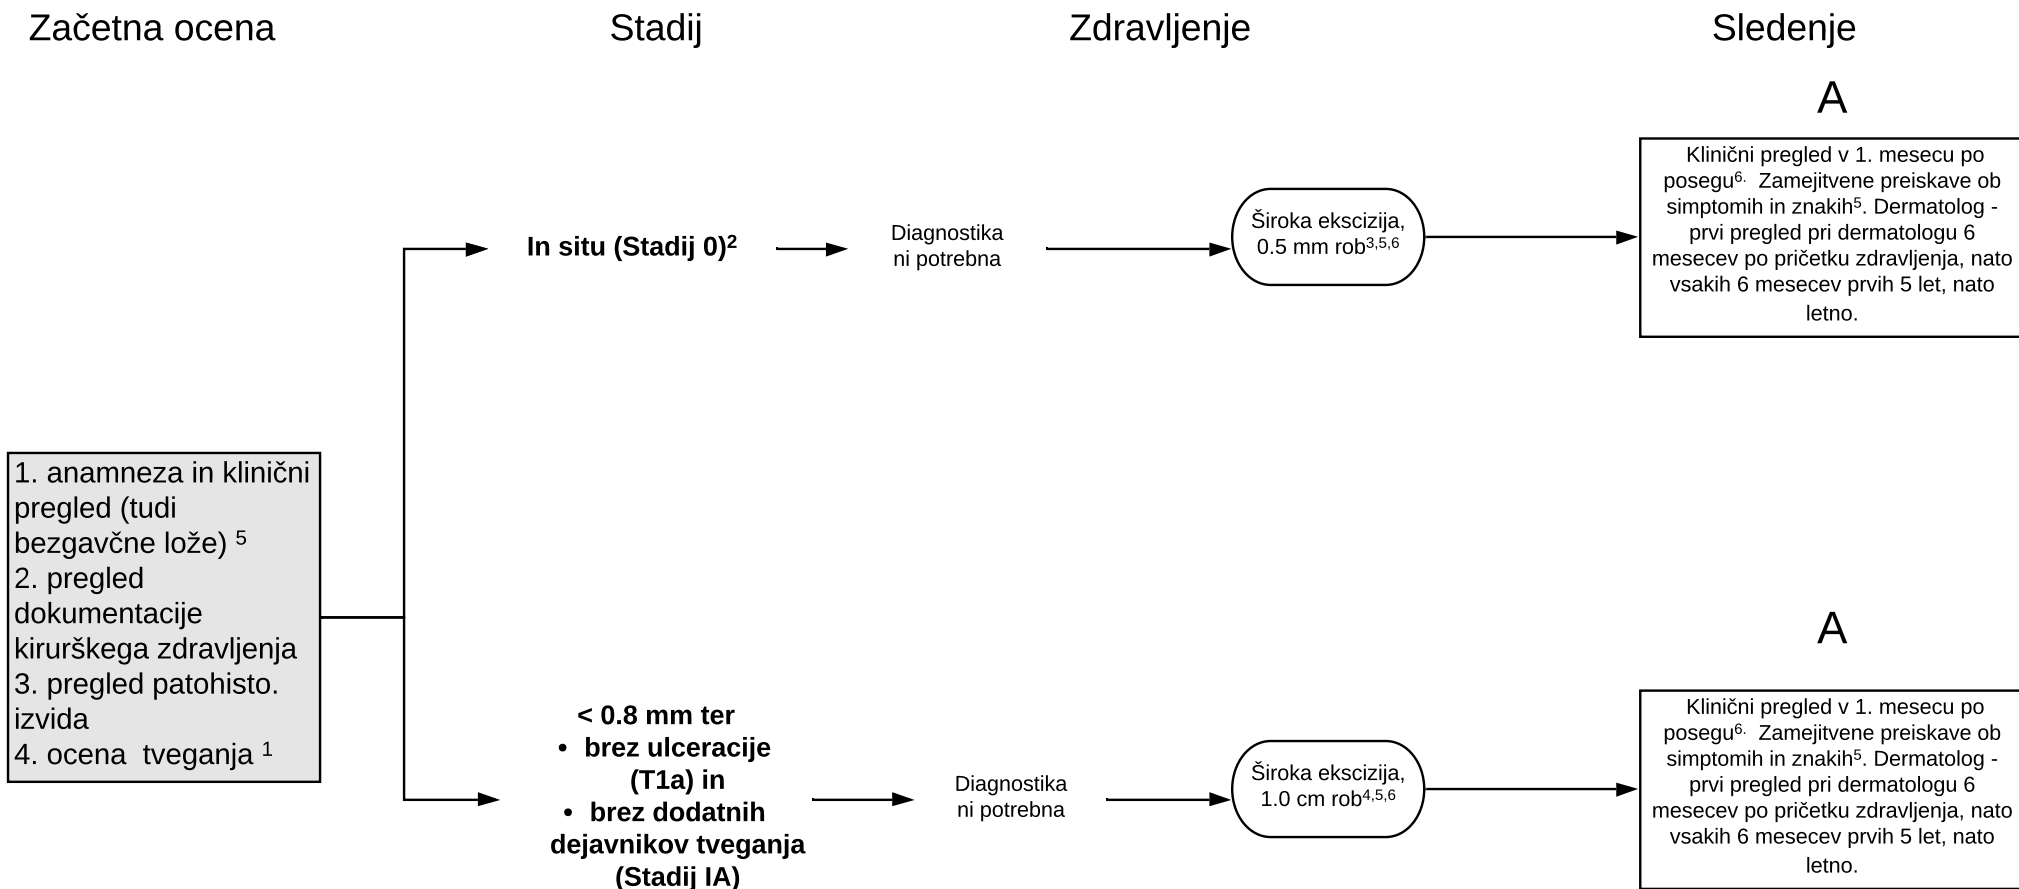 Začetna ocena
Stadij
Zdravljenje
Sledenje
A
Klinični pregled v 1. mesecu po
posegu6. Zamejitvene preiskave ob
simptomih in znakih5. Dermatolog -
prvi pregled pri dermatologu 6
mesecev po pričetku zdravljenja, nato
vsakih 6 mesecev prvih 5 let, nato
letno.
In situ (Stadij 0)2
Diagnostika
ni potrebna
Široka ekscizija,
0.5 mm rob3,5,6
1. anamneza in klinični
pregled (tudi
bezgavčne lože) 5
2. pregled
dokumentacije
kirurškega zdravljenja
3. pregled patohisto.
izvida
4. ocena tveganja 1
< 0.8 mm ter
• brez ulceracije
(T1a) in
• brez dodatnih
dejavnikov tveganja
(Stadij IA)
Diagnostika
ni potrebna
Široka ekscizija,
1.0 cm rob4,5,6
A
Klinični pregled v 1. mesecu po
posegu6. Zamejitvene preiskave ob
simptomih in znakih5. Dermatolog -
prvi pregled pri dermatologu 6
mesecev po pričetku zdravljenja, nato
vsakih 6 mesecev prvih 5 let, nato
letno.